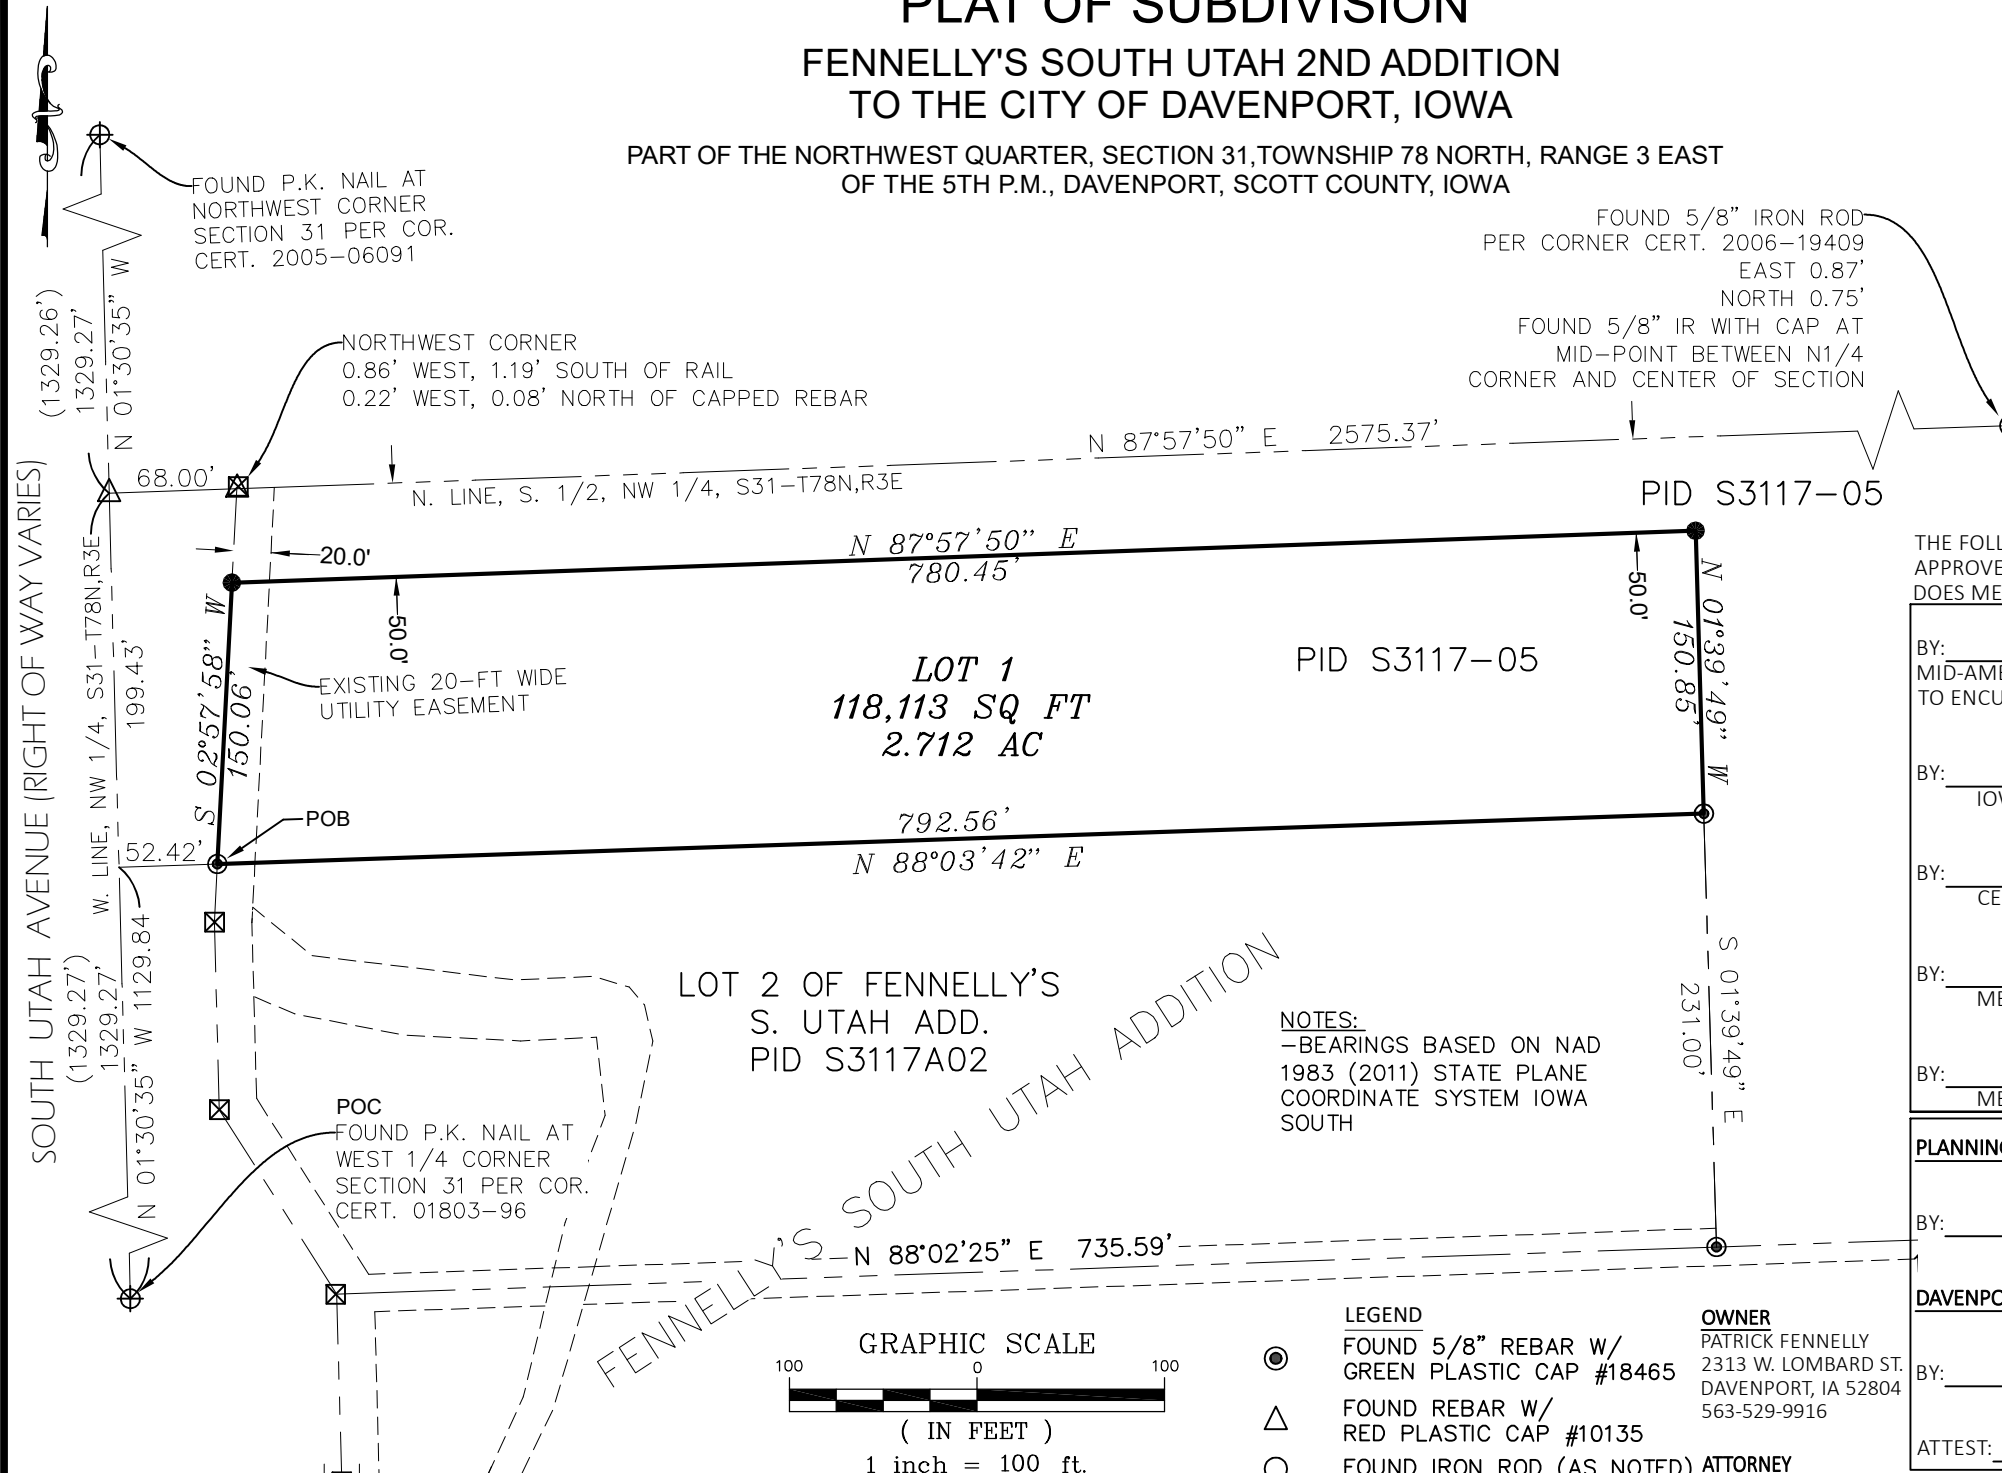 PLAT OF SUBDIVISION
FENNELLY'S SOUTH UTAH 2ND ADDITION
TO THE CITY OF DAVENPORT, IOWA
PART OF THE NORTHWEST QUARTER, SECTION 31,TOWNSHIP 78 NORTH, RANGE 3 EAST
OF THE 5TH P.M., DAVENPORT, SCOTT COUNTY, IOWA
FOUND P.K. NAIL AT
NORTHWEST CORNER
SECTION 31 PER COR.
CERT. 2005-06091
FOUND 5/8" IRON ROD
PER CORNER CERT. 2006-19409
EAST 0.87'
NORTH 0.75'
FOUND 5/8" IR WITH CAP AT
MID-POINT BETWEEN N1/4
CORNER AND CENTER OF SECTION
(1329.26')
1329.27'
N 01°30'35" W
NORTHWEST CORNER
0.86' WEST, 1.19' SOUTH OF RAIL
0.22' WEST, 0.08' NORTH OF CAPPED REBAR
N 87°57'50" E 2575.37'
68.00'
N. LINE, S. 1/2, NW 1/4, S31-T78N,R3E
PID S3117-05
SOUTH UTAH AVENUE (RIGHT OF WAY VARIES)
W. LINE, NW 1/4, S31-T78N,R3E
199.43'
20.0'
N 87°57'50" E
780.45'
50.0'
50.0'
S 02°57'58" W
150.06'
EXISTING 20-FT WIDE
UTILITY EASEMENT
LOT 1
118,113 SQ FT
2.712 AC
PID S3117-05
N 01°39'49" W
150.85'
POB
52.42'
792.56'
N 88°03'42" E
(1329.27')
1329.27'
N 01°30'35" W 1129.84
LOT 2 OF FENNELLY'S
S. UTAH ADD.
PID S3117A02
FENNELLY'S SOUTH UTAH ADDITION
NOTES:
-BEARINGS BASED ON NAD
1983 (2011) STATE PLANE
COORDINATE SYSTEM IOWA
SOUTH
S 01°39'49" E
231.00'
POC
FOUND P.K. NAIL AT
WEST 1/4 CORNER
SECTION 31 PER COR.
CERT. 01803-96
N 88°02'25" E 735.59'
GRAPHIC SCALE
100 0 100
( IN FEET )
1 inch = 100 ft.
LEGEND
FOUND 5/8" REBAR W/
GREEN PLASTIC CAP #18465
FOUND REBAR W/
RED PLASTIC CAP #10135
FOUND IRON ROD (AS NOTED)
OWNER
PATRICK FENNELLY
2313 W. LOMBARD ST.
DAVENPORT, IA 52804
563-529-9916
ATTORNEY
THE FOLL
APPROVE
DOES ME
BY:
MID-AME
TO ENCU
BY:
IOW
BY:
CE
BY:
ME
BY:
ME
PLANNING
BY:
DAVENPO
BY:
ATTEST: